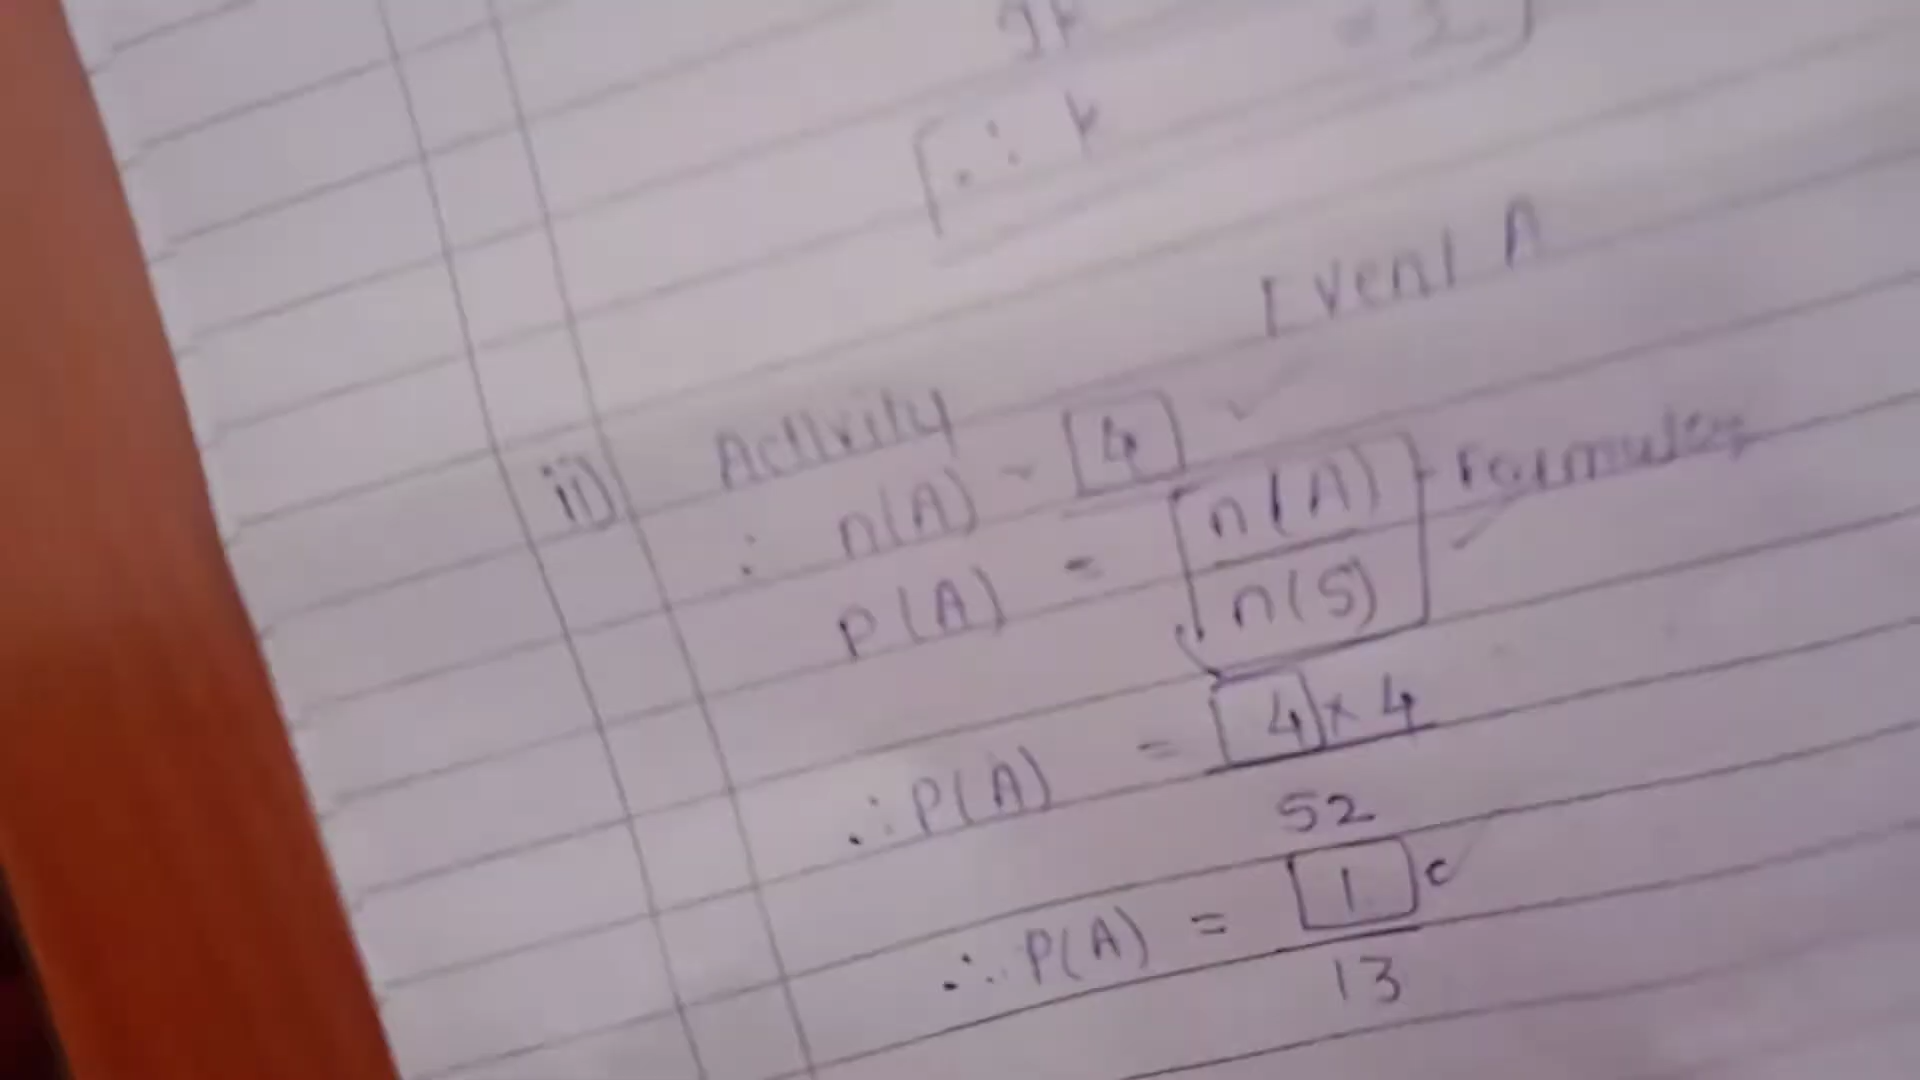 ∴ k
Event A
ii) Activity
∴ n(A) = 4
P(A) = n(A) - Formula
n(S)
∴ P(A) = 4 × 4
52
∴ P(A) = 1
13